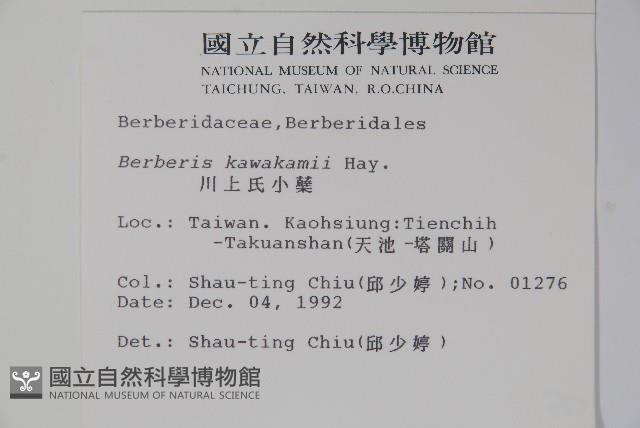 國立自然科學博物館
NATIONAL MUSEUM OF NATURAL SCIENCE
TAICHUNG, TAIWAN, R.O.CHINA
Berberidaceae,Berberidales
Berberis kawakamii Hay.
川上氏小蘗
Loc.: Taiwan. Kaohsiung:Tienchih
-Takuanshan(天池-塔關山)
Col.: Shau-ting Chiu(邱少婷);No. 01276
Date: Dec. 04, 1992
Det.: Shau-ting Chiu(邱少婷)
國立自然科學博物館
NATIONAL MUSEUM OF NATURAL SCIENCE